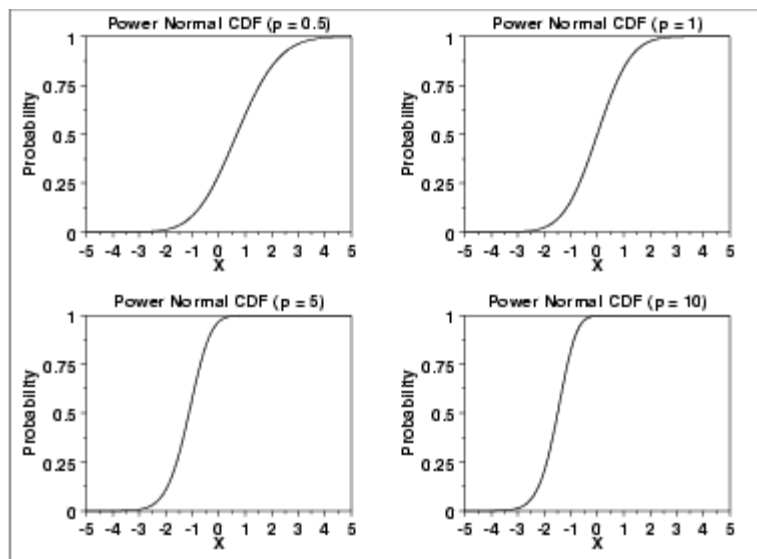 Power Normal CDF (p = 0.5)
1
0.75
0.5
0.25
0
Probability
-5 -4 -3 -2 -1 0 1 2 3 4 5
X
Power Normal CDF (p = 1)
1
0.75
0.5
0.25
0
Probability
-5 -4 -3 -2 -1 0 1 2 3 4 5
X
Power Normal CDF (p = 5)
1
0.75
0.5
0.25
0
Probability
-5 -4 -3 -2 -1 0 1 2 3 4 5
X
Power Normal CDF (p = 10)
1
0.75
0.5
0.25
0
Probability
-5 -4 -3 -2 -1 0 1 2 3 4 5
X